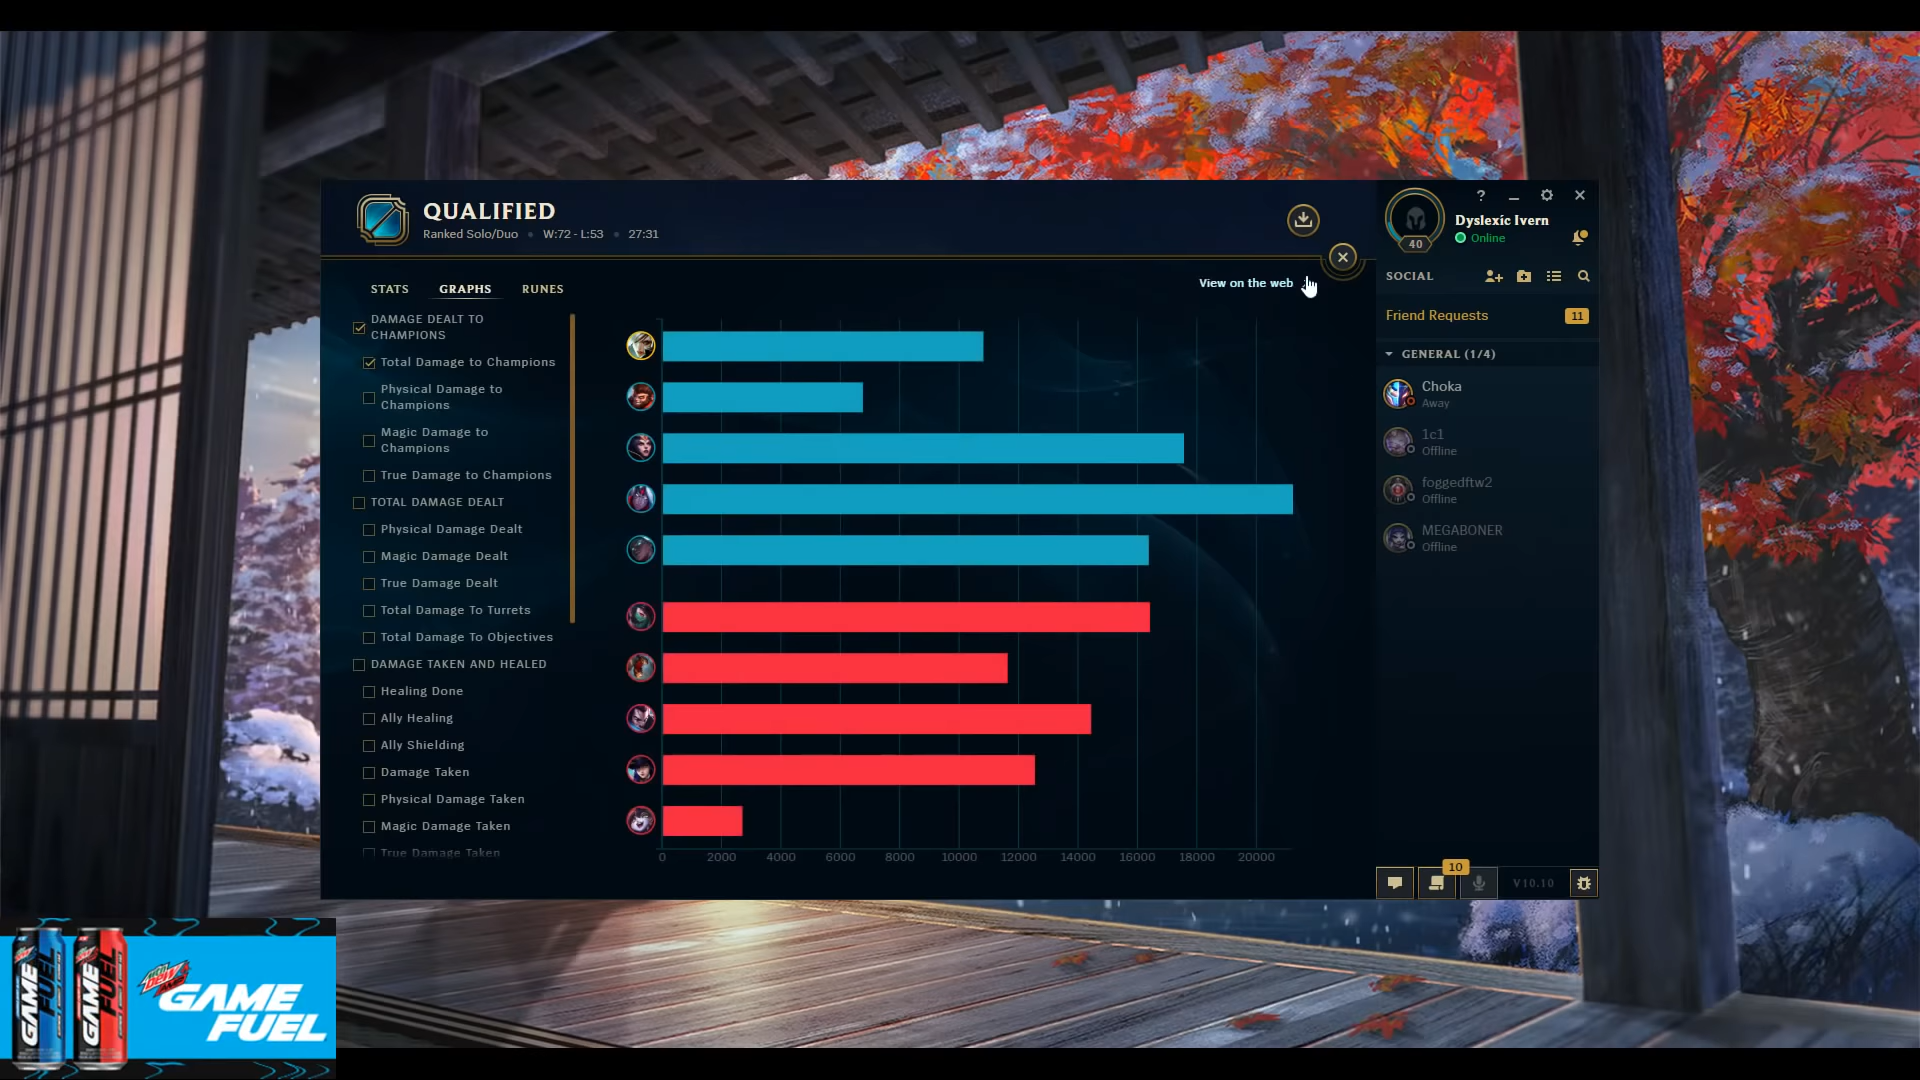 QUALIFIED
Ranked Solo/Duo • W:72 - L:53 • 27:31
STATS
GRAPHS
RUNES
View on the web
DAMAGE DEALT TO
CHAMPIONS
Total Damage to Champions
Physical Damage to
Champions
Magic Damage to
Champions
True Damage to Champions
TOTAL DAMAGE DEALT
Physical Damage Dealt
Magic Damage Dealt
True Damage Dealt
Total Damage To Turrets
Total Damage To Objectives
DAMAGE TAKEN AND HEALED
Healing Done
Ally Healing
Ally Shielding
Damage Taken
Physical Damage Taken
Magic Damage Taken
True Damage Taken
0 2000 4000 6000 8000 10000 12000 14000 16000 18000 20000
?
40
Dyslexíc Ivern
Online
SOCIAL
Friend Requests
11
GENERAL (1/4)
Choka
Away
1c1
Offline
foggedftw2
Offline
MEGABONER
Offline
10
V10.10
GAME FUEL
GAME FUEL
mtn dew
GAME
FUEL